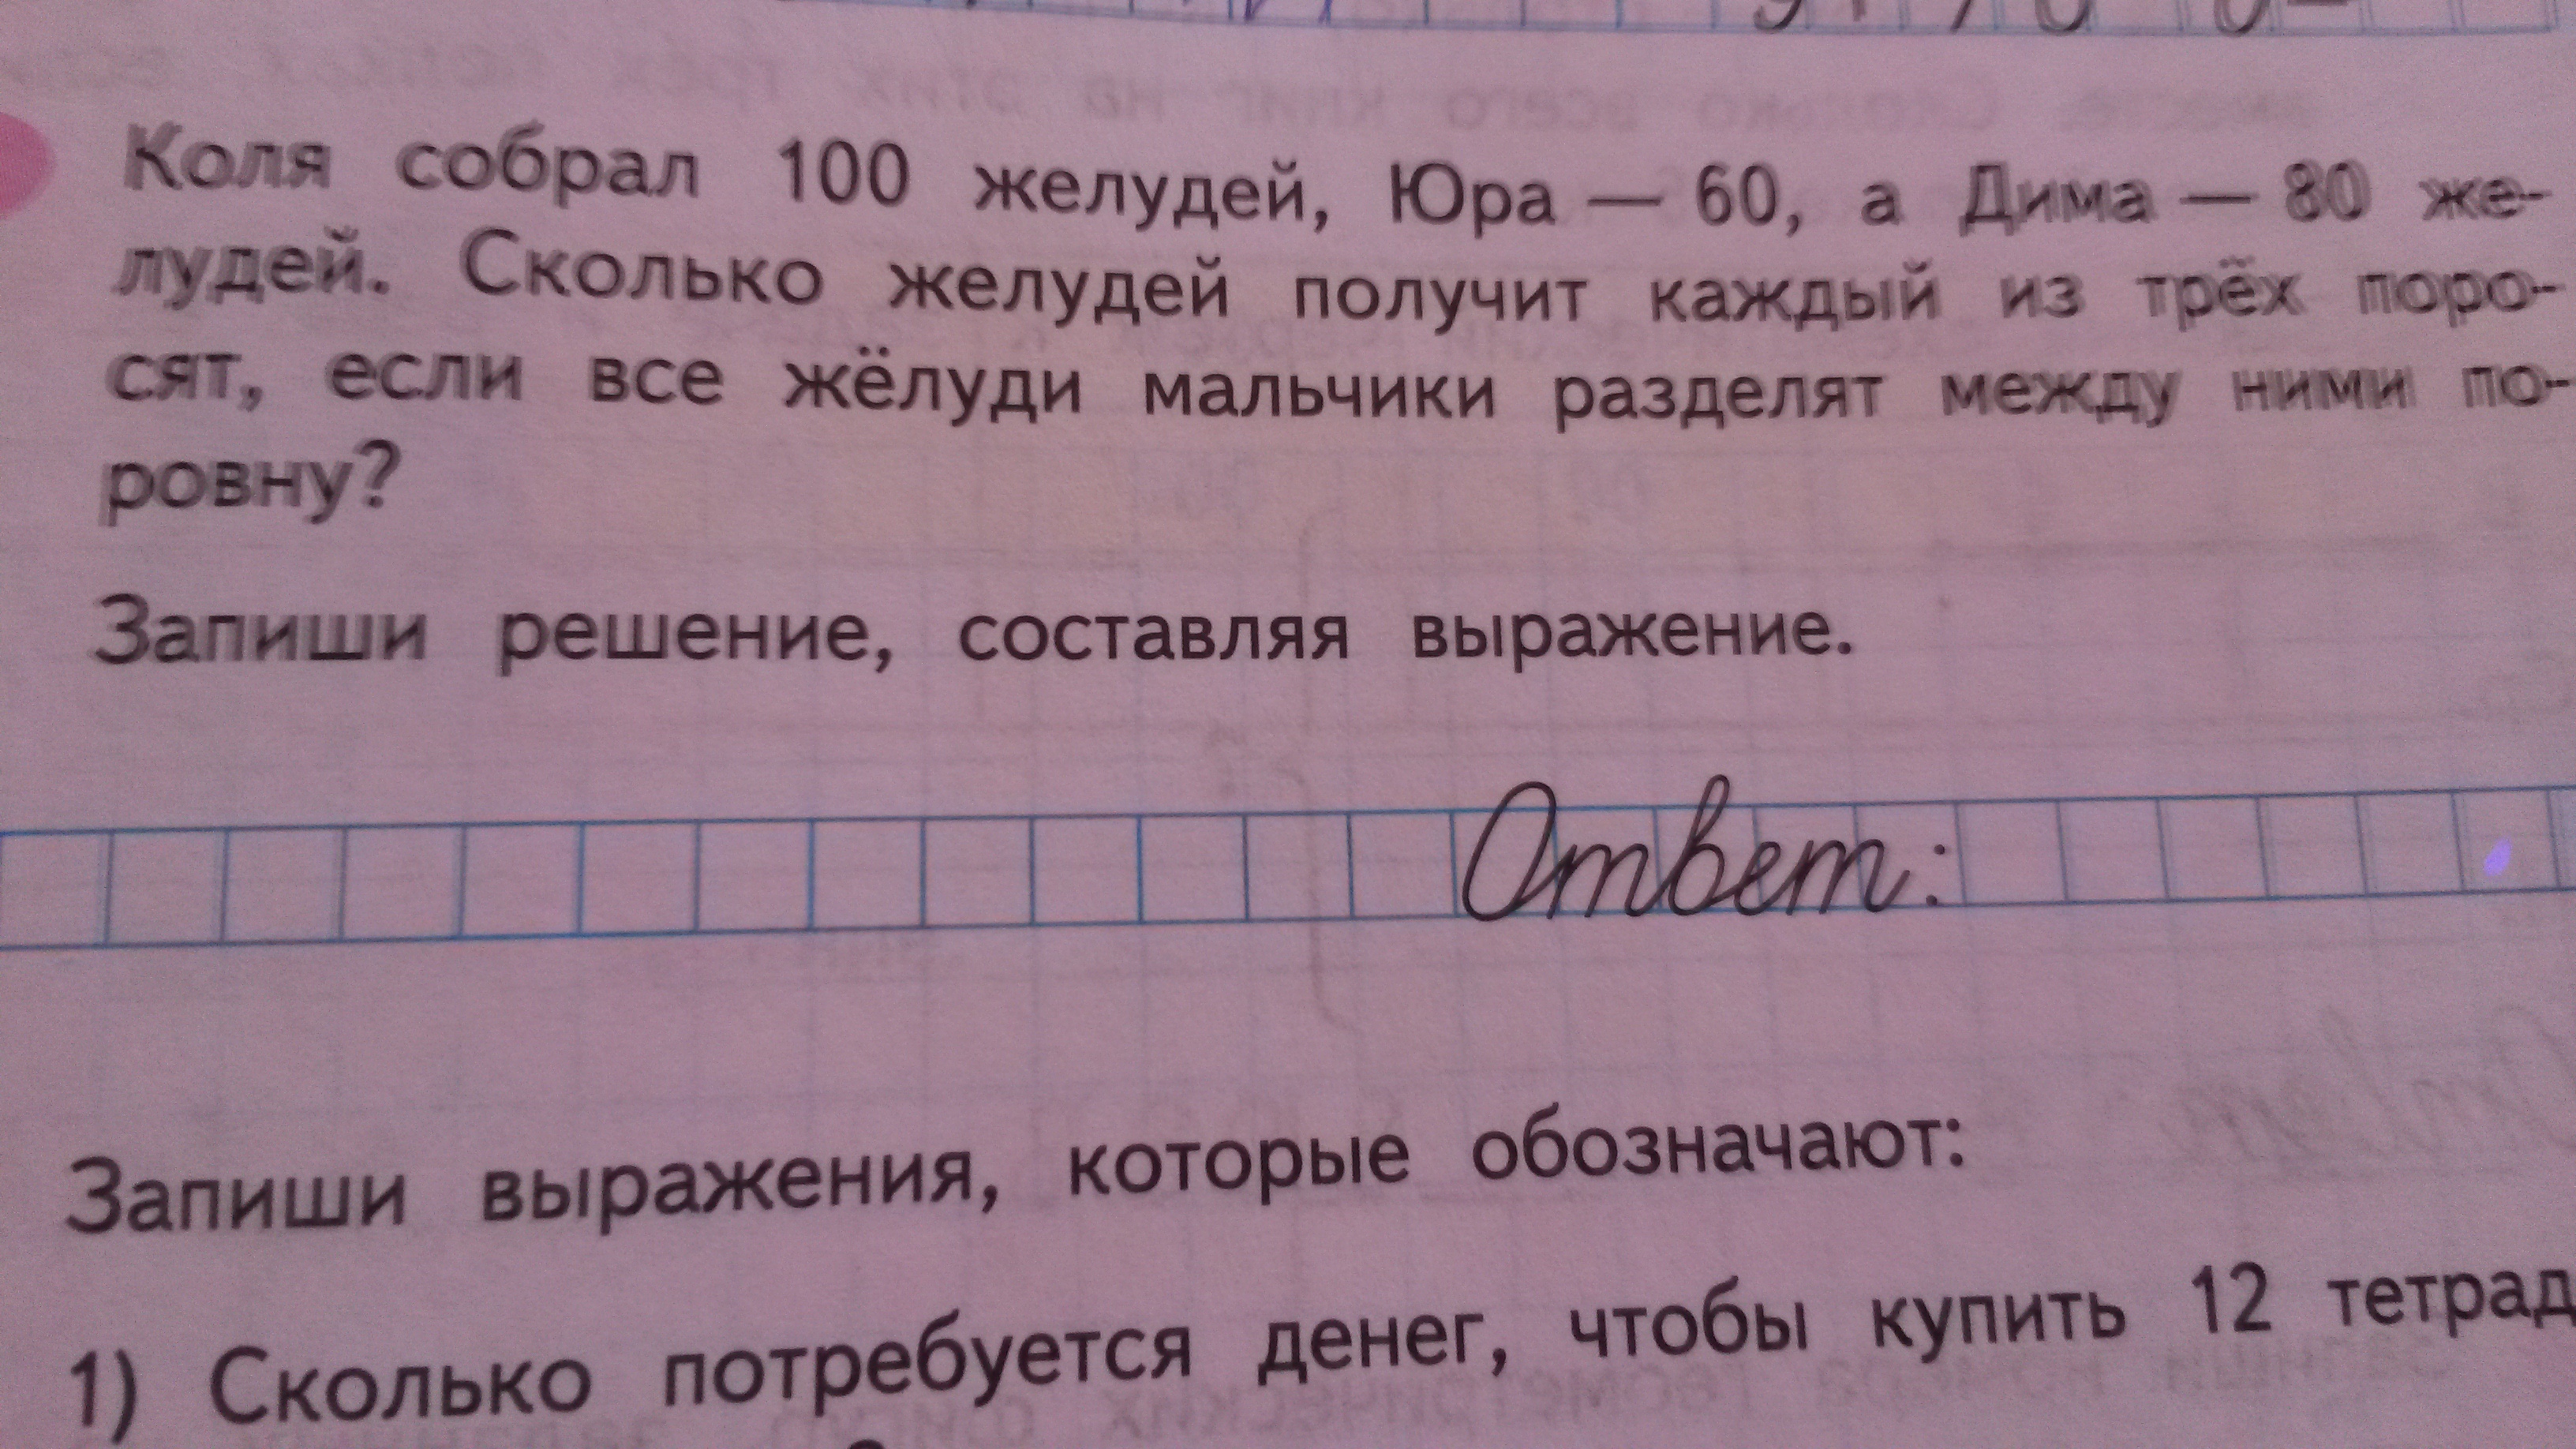 Коля собрал 100 желудей, Юра — 60, а Дима — 80 же-
лудей. Сколько желудей получит каждый из трёх поро-
сят, если все жёлуди мальчики разделят между ними по-
ровну?
Запиши решение, составляя выражение.
Ответ:
Запиши выражения, которые обозначают:
1) Сколько потребуется денег, чтобы купить 12 тетрад